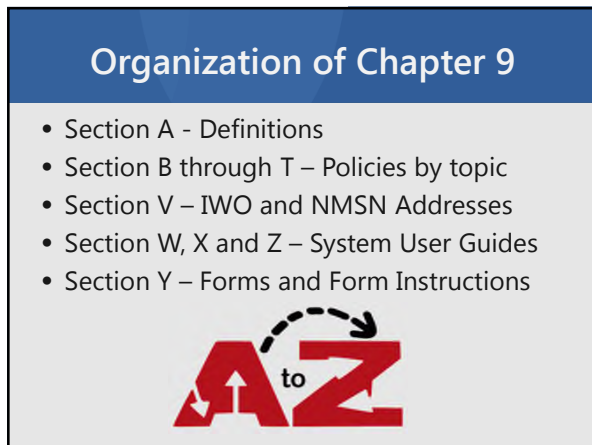 Organization of Chapter 9
• Section A - Definitions
• Section B through T – Policies by topic
• Section V – IWO and NMSN Addresses
• Section W, X and Z – System User Guides
• Section Y – Forms and Form Instructions
A to Z